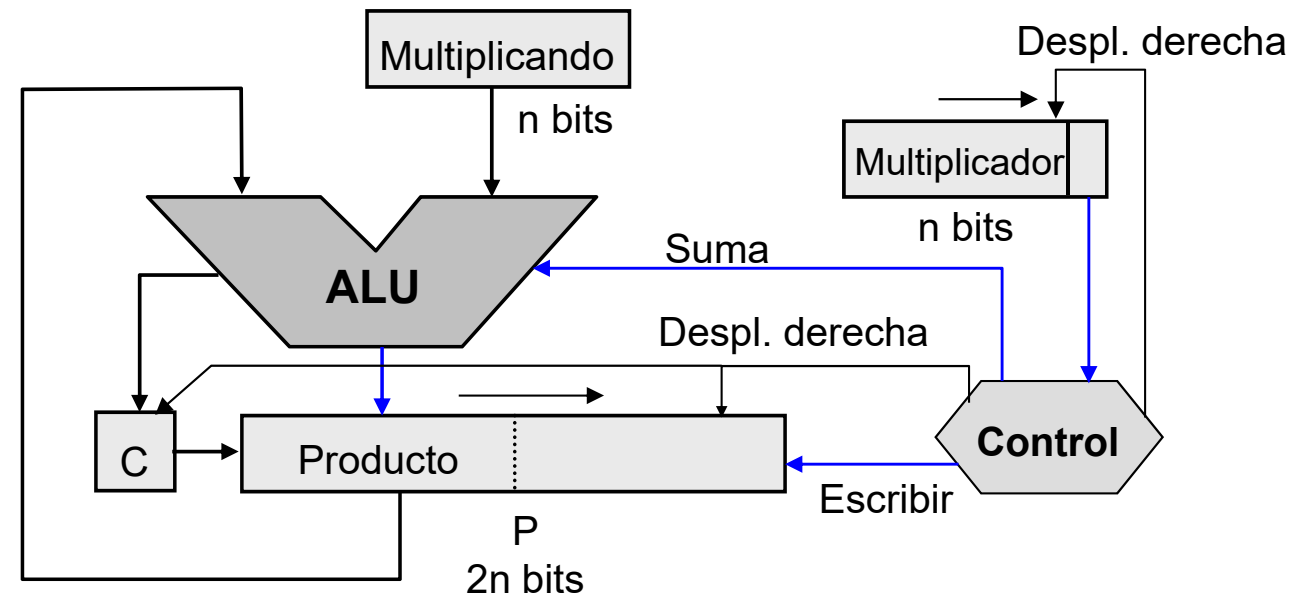 Despl. derecha
Multiplicando
n bits
Multiplicador
n bits
Suma
ALU
Despl. derecha
C
Producto
Control
Escribir
P
2n bits